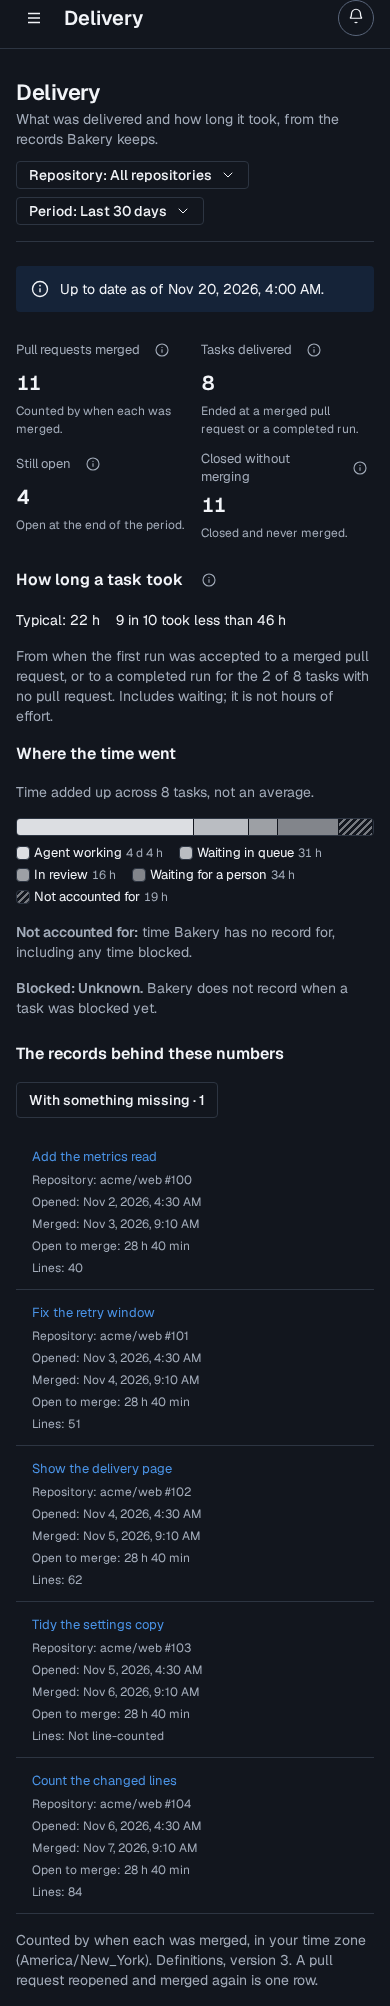 Delivery
Delivery
What was delivered and how long it took, from the
records Bakery keeps.
Repository: All repositories
Period: Last 30 days
Up to date as of Nov 20, 2026, 4:00 AM.
Pull requests merged
11
Counted by when each was
merged.
Tasks delivered
8
Ended at a merged pull
request or a completed run.
Still open
4
Open at the end of the period.
Closed without
merging
11
Closed and never merged.
How long a task took
Typical: 22 h 9 in 10 took less than 46 h
From when the first run was accepted to a merged pull
request, or to a completed run for the 2 of 8 tasks with
no pull request. Includes waiting; it is not hours of
effort.
Where the time went
Time added up across 8 tasks, not an average.
Agent working 4 d 4 h Waiting in queue 31 h
In review 16 h Waiting for a person 34 h
Not accounted for 19 h
Not accounted for: time Bakery has no record for,
including any time blocked.
Blocked: Unknown. Bakery does not record when a
task was blocked yet.
The records behind these numbers
With something missing · 1
Add the metrics read
Repository: acme/web #100
Opened: Nov 2, 2026, 4:30 AM
Merged: Nov 3, 2026, 9:10 AM
Open to merge: 28 h 40 min
Lines: 40
Fix the retry window
Repository: acme/web #101
Opened: Nov 3, 2026, 4:30 AM
Merged: Nov 4, 2026, 9:10 AM
Open to merge: 28 h 40 min
Lines: 51
Show the delivery page
Repository: acme/web #102
Opened: Nov 4, 2026, 4:30 AM
Merged: Nov 5, 2026, 9:10 AM
Open to merge: 28 h 40 min
Lines: 62
Tidy the settings copy
Repository: acme/web #103
Opened: Nov 5, 2026, 4:30 AM
Merged: Nov 6, 2026, 9:10 AM
Open to merge: 28 h 40 min
Lines: Not line-counted
Count the changed lines
Repository: acme/web #104
Opened: Nov 6, 2026, 4:30 AM
Merged: Nov 7, 2026, 9:10 AM
Open to merge: 28 h 40 min
Lines: 84
Counted by when each was merged, in your time zone
(America/New_York). Definitions, version 3. A pull
request reopened and merged again is one row.